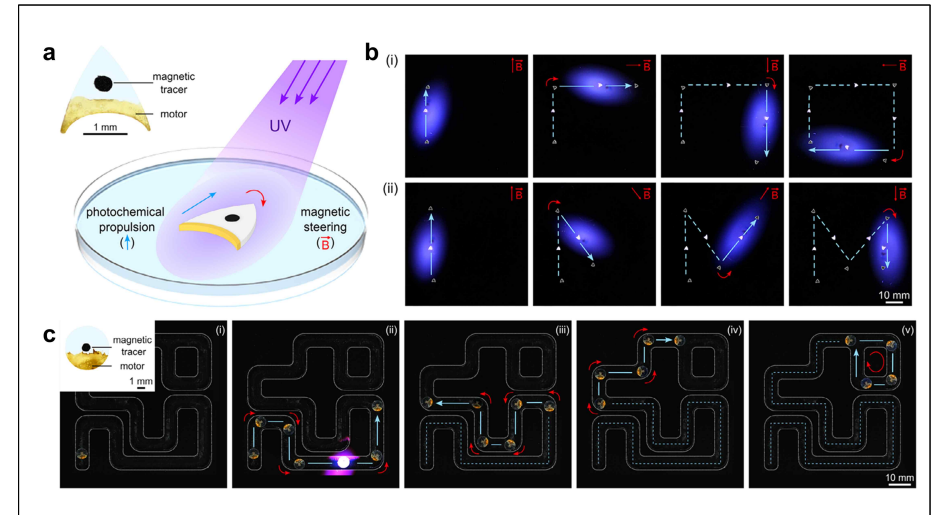 a
magnetic
tracer
motor
1 mm
UV
photochemical
propulsion
(↑)
magnetic
steering
(B)
b
(i)
B
B
B
B
(ii)
B
B
B
B
10 mm
c
magnetic
tracer
motor
1 mm
(i)
(ii)
(iii)
(iv)
(v)
10 mm